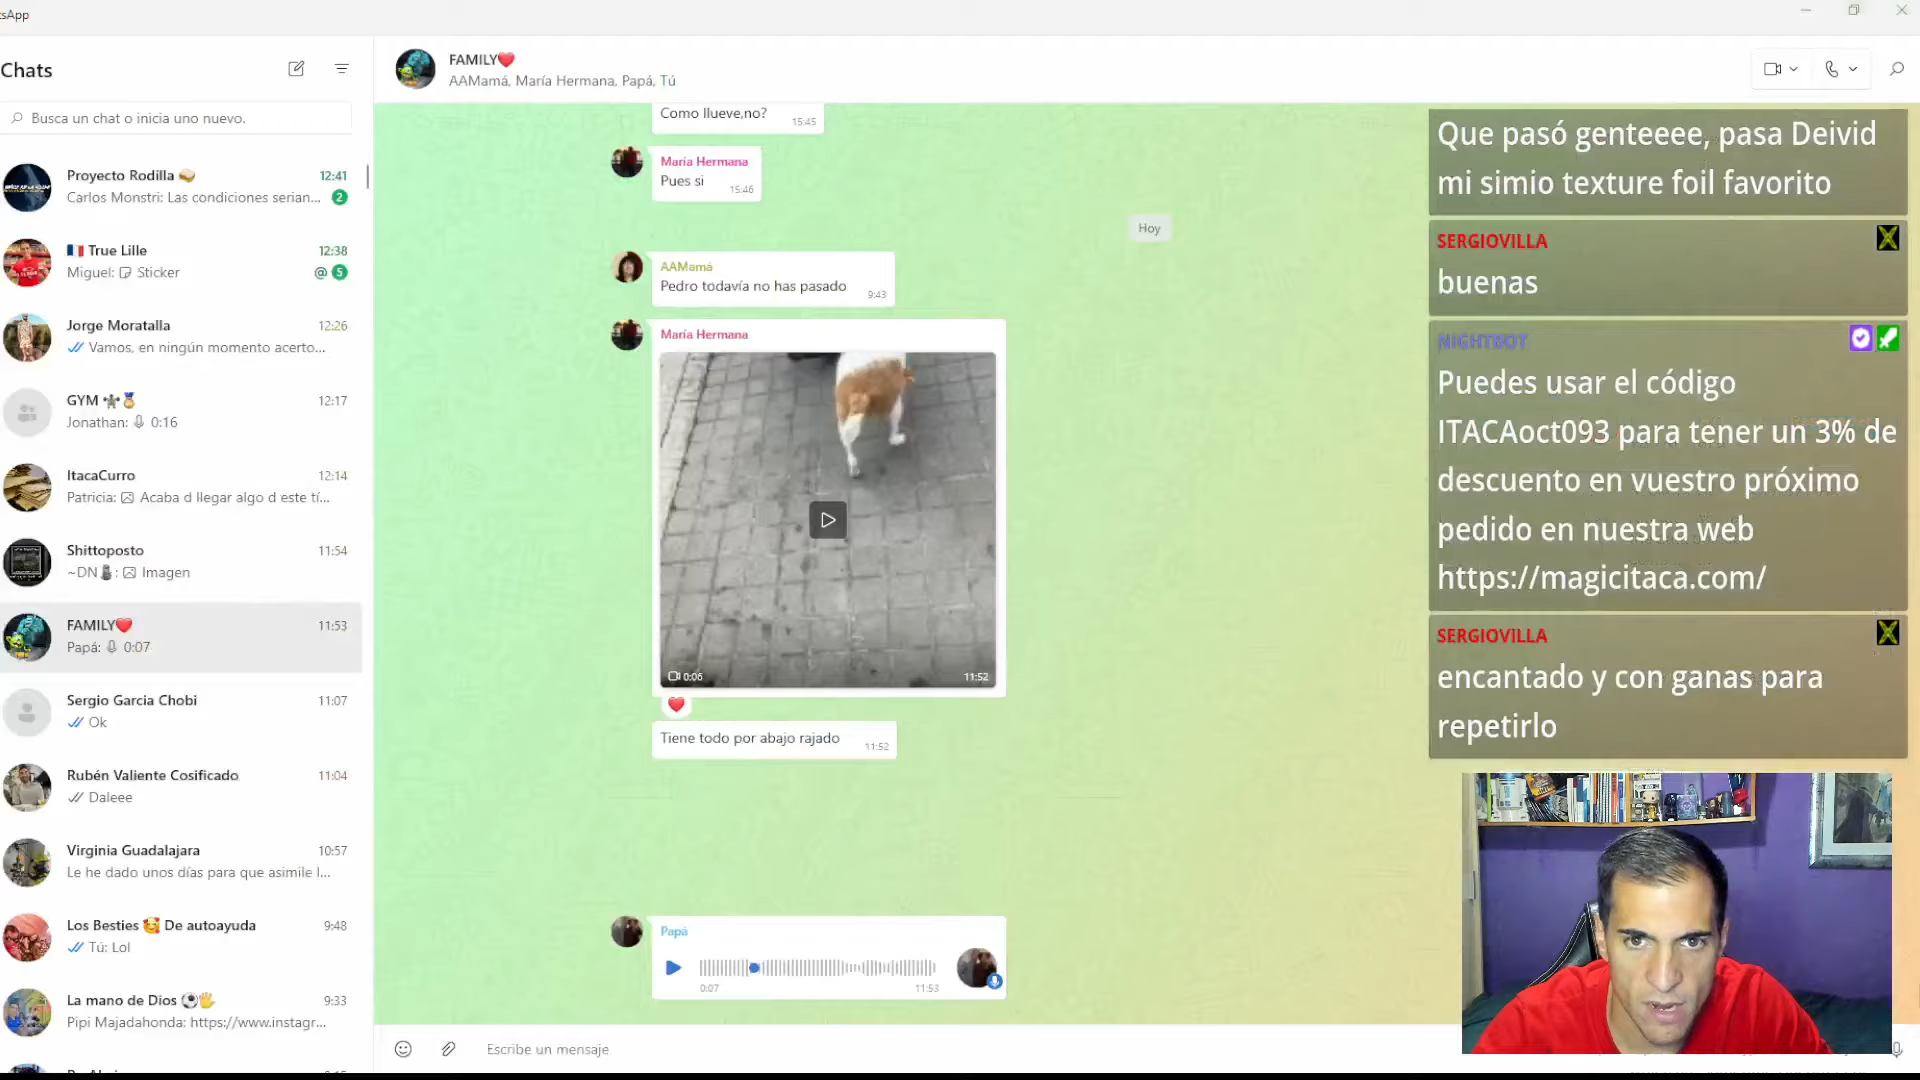 sApp
Chats
Busca un chat o inicia uno nuevo.
Proyecto Rodilla 12:41
Carlos Monstri: Las condiciones serian... 2
True Lille 12:38
Miguel: Sticker @ 5
Jorge Moratalla 12:26
Vamos, en ningún momento acerto...
GYM 12:17
Jonathan: 0:16
ItacaCurro 12:14
Patricia: Acaba d llegar algo d este tí...
Shittoposto 11:54
~DN: Imagen
FAMILY❤️ 11:53
Papá: 0:07
Sergio Garcia Chobi 11:07
Ok
Rubén Valiente Cosificado 11:04
Daleee
Virginia Guadalajara 10:57
Le he dado unos días para que asimile l...
Los Besties 🥰 De autoayuda 9:48
Tú: Lol
La mano de Dios ⚽🖐 9:33
Pipi Majadahonda: https://www.instagr...
FAMILY❤️
AAMamá, María Hermana, Papá, Tú
Como llueve,no? 15:45
María Hermana
Pues si 15:46
Hoy
AAMamá
Pedro todavía no has pasado 9:43
María Hermana
0:06 11:52
Tiene todo por abajo rajado 11:52
Papá
0:07 11:53
Escribe un mensaje
Que pasó genteeee, pasa Deivid
mi simio texture foil favorito
SERGIOVILLA
buenas
NIGHTBOT
Puedes usar el código
ITACAoct093 para tener un 3% de
descuento en vuestro próximo
pedido en nuestra web
https://magicitaca.com/
SERGIOVILLA
encantado y con ganas para
repetirlo